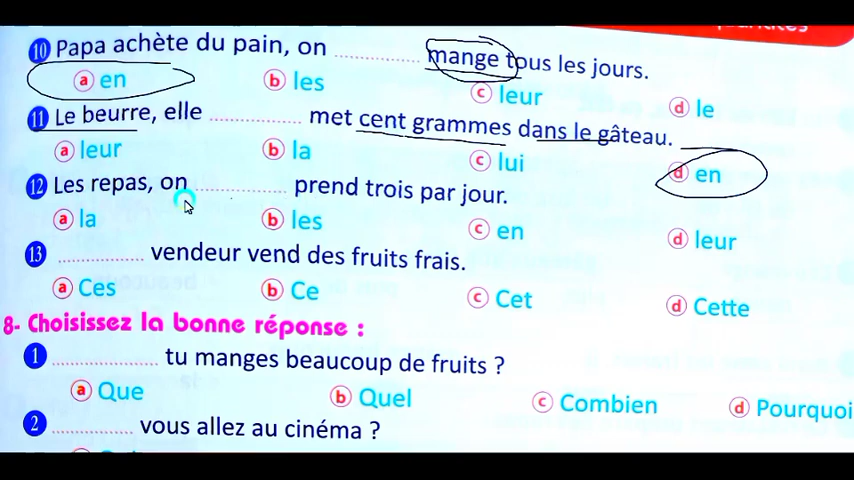 10 Papa achète du pain, on ............ mange tous les jours.
a en b les c leur d le
11 Le beurre, elle ............ met cent grammes dans le gâteau.
a leur b la c lui d en
12 Les repas, on ............ prend trois par jour.
a la b les c en d leur
13 ............ vendeur vend des fruits frais.
a Ces b Ce c Cet d Cette
8- Choisissez la bonne réponse :
1 ............ tu manges beaucoup de fruits ?
a Que b Quel c Combien d Pourquoi
2 ............ vous allez au cinéma ?